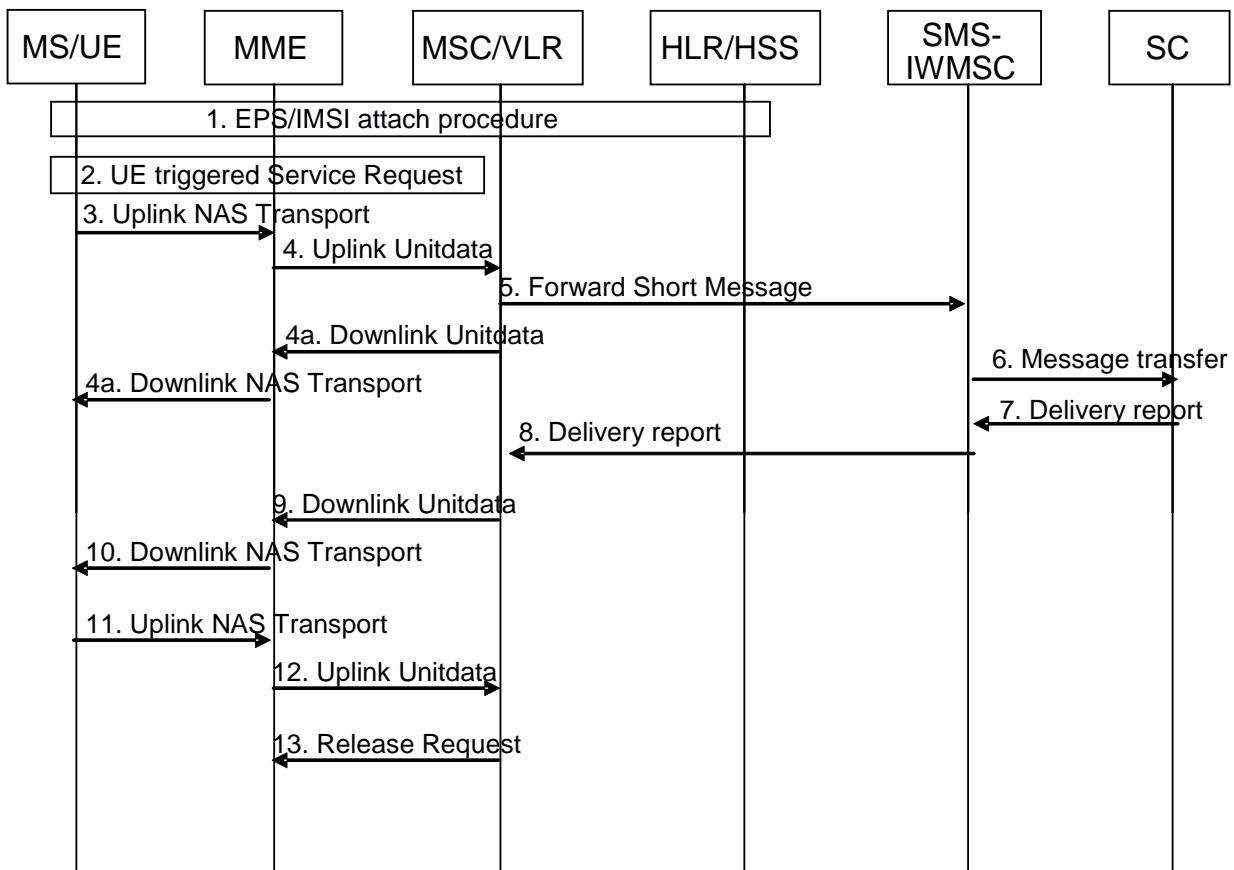 MS/UE
MME
MSC/VLR
HLR/HSS
SMS-
IWMSC
SC
1. EPS/IMSI attach procedure
2. UE triggered Service Request
3. Uplink NAS Transport
4. Uplink Unitdata
5. Forward Short Message
4a. Downlink Unitdata
6. Message transfer
4a. Downlink NAS Transport
7. Delivery report
8. Delivery report
9. Downlink Unitdata
10. Downlink NAS Transport
11. Uplink NAS Transport
12. Uplink Unitdata
13. Release Request